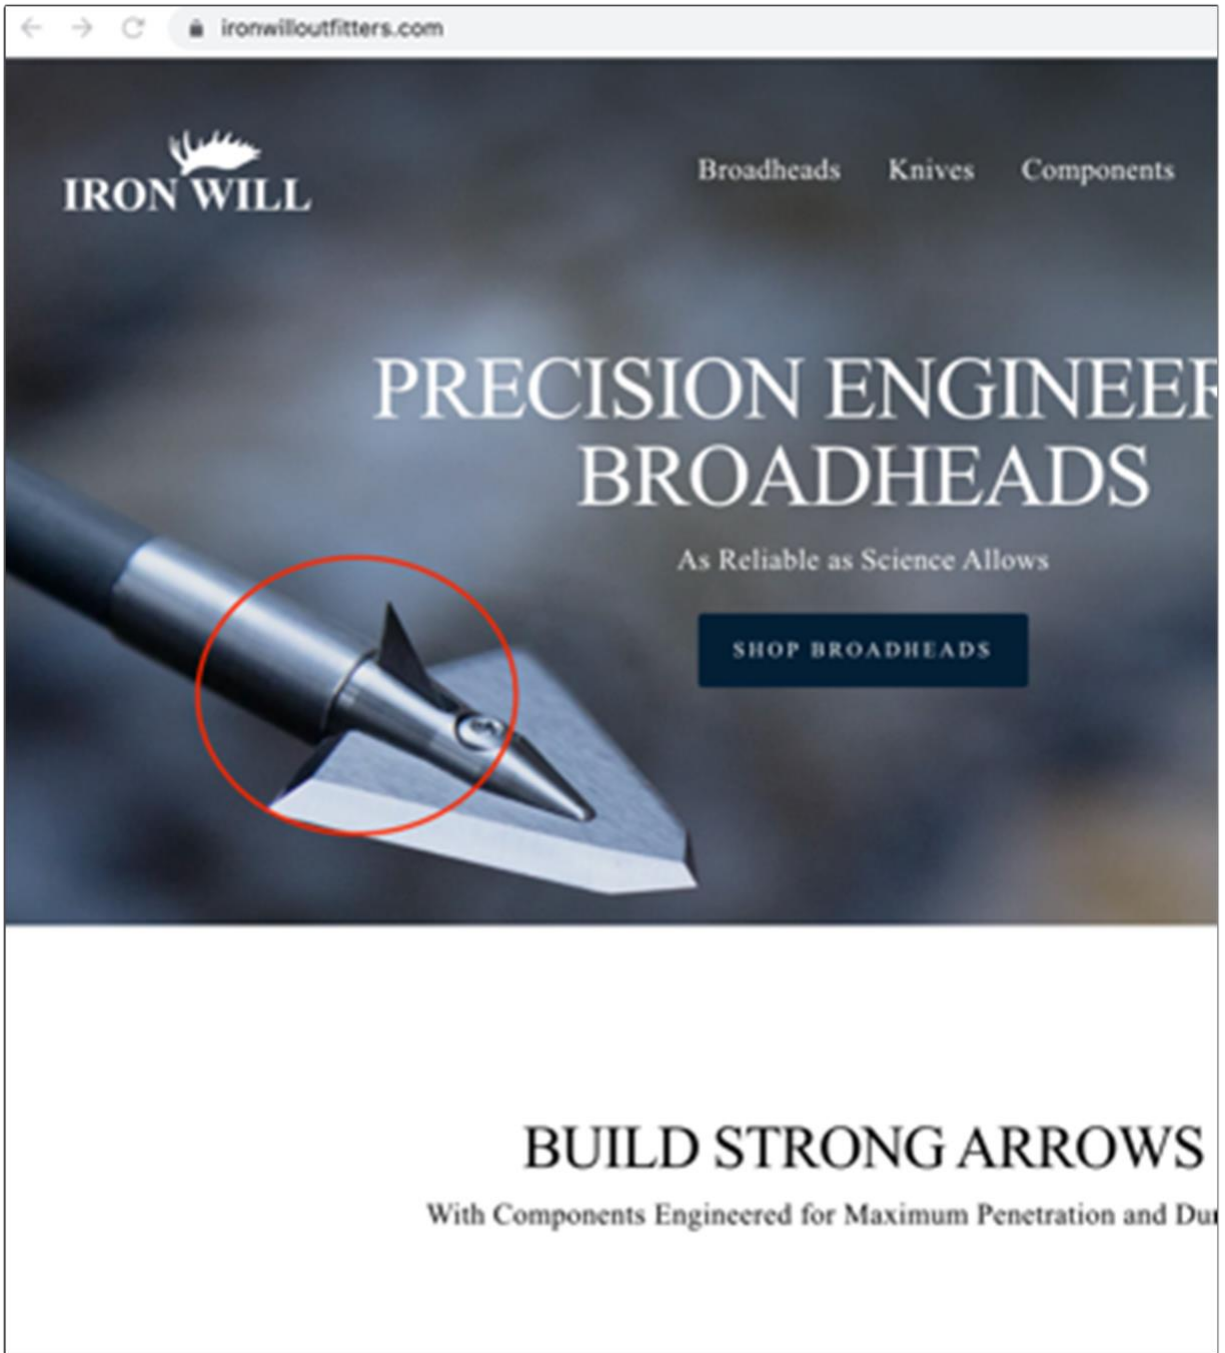 ironwilloutfitters.com
IRON WILL
Broadheads Knives Components
PRECISION ENGINEER
BROADHEADS
As Reliable as Science Allows
SHOP BROADHEADS
BUILD STRONG ARROWS
With Components Engineered for Maximum Penetration and Du